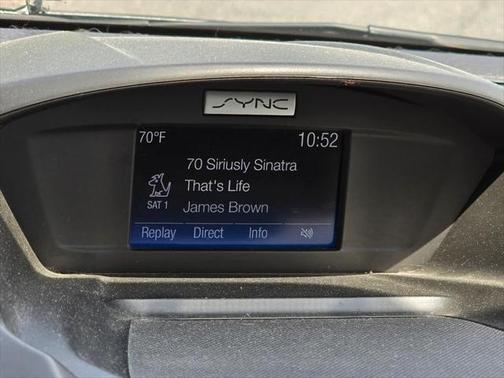 SYNC
70°F 10:52
70 Siriusly Sinatra
That's Life
SAT 1 James Brown
Replay Direct Info